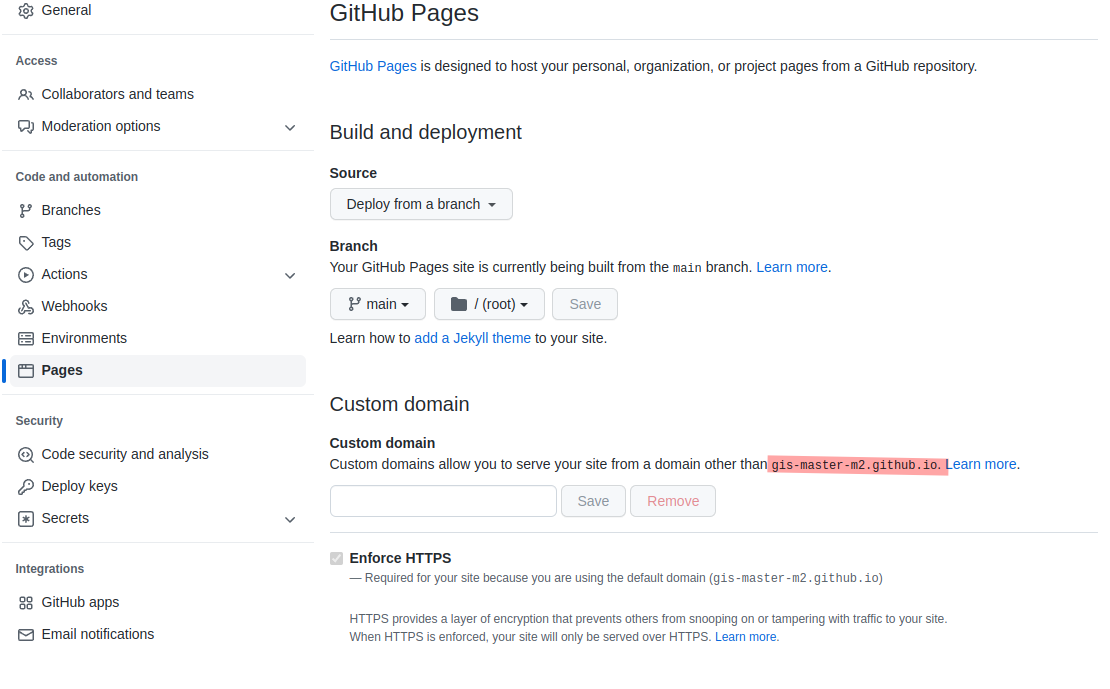 General
Access
Collaborators and teams
Moderation options
Code and automation
Branches
Tags
Actions
Webhooks
Environments
Pages
Security
Code security and analysis
Deploy keys
Secrets
Integrations
GitHub apps
Email notifications
GitHub Pages
GitHub Pages is designed to host your personal, organization, or project pages from a GitHub repository.
Build and deployment
Source
Deploy from a branch
Branch
Your GitHub Pages site is currently being built from the main branch. Learn more.
main / (root) Save
Learn how to add a Jekyll theme to your site.
Custom domain
Custom domain
Custom domains allow you to serve your site from a domain other than gis-master-m2.github.io. Learn more.
Save Remove
Enforce HTTPS
— Required for your site because you are using the default domain (gis-master-m2.github.io)
HTTPS provides a layer of encryption that prevents others from snooping on or tampering with traffic to your site.
When HTTPS is enforced, your site will only be served over HTTPS. Learn more.